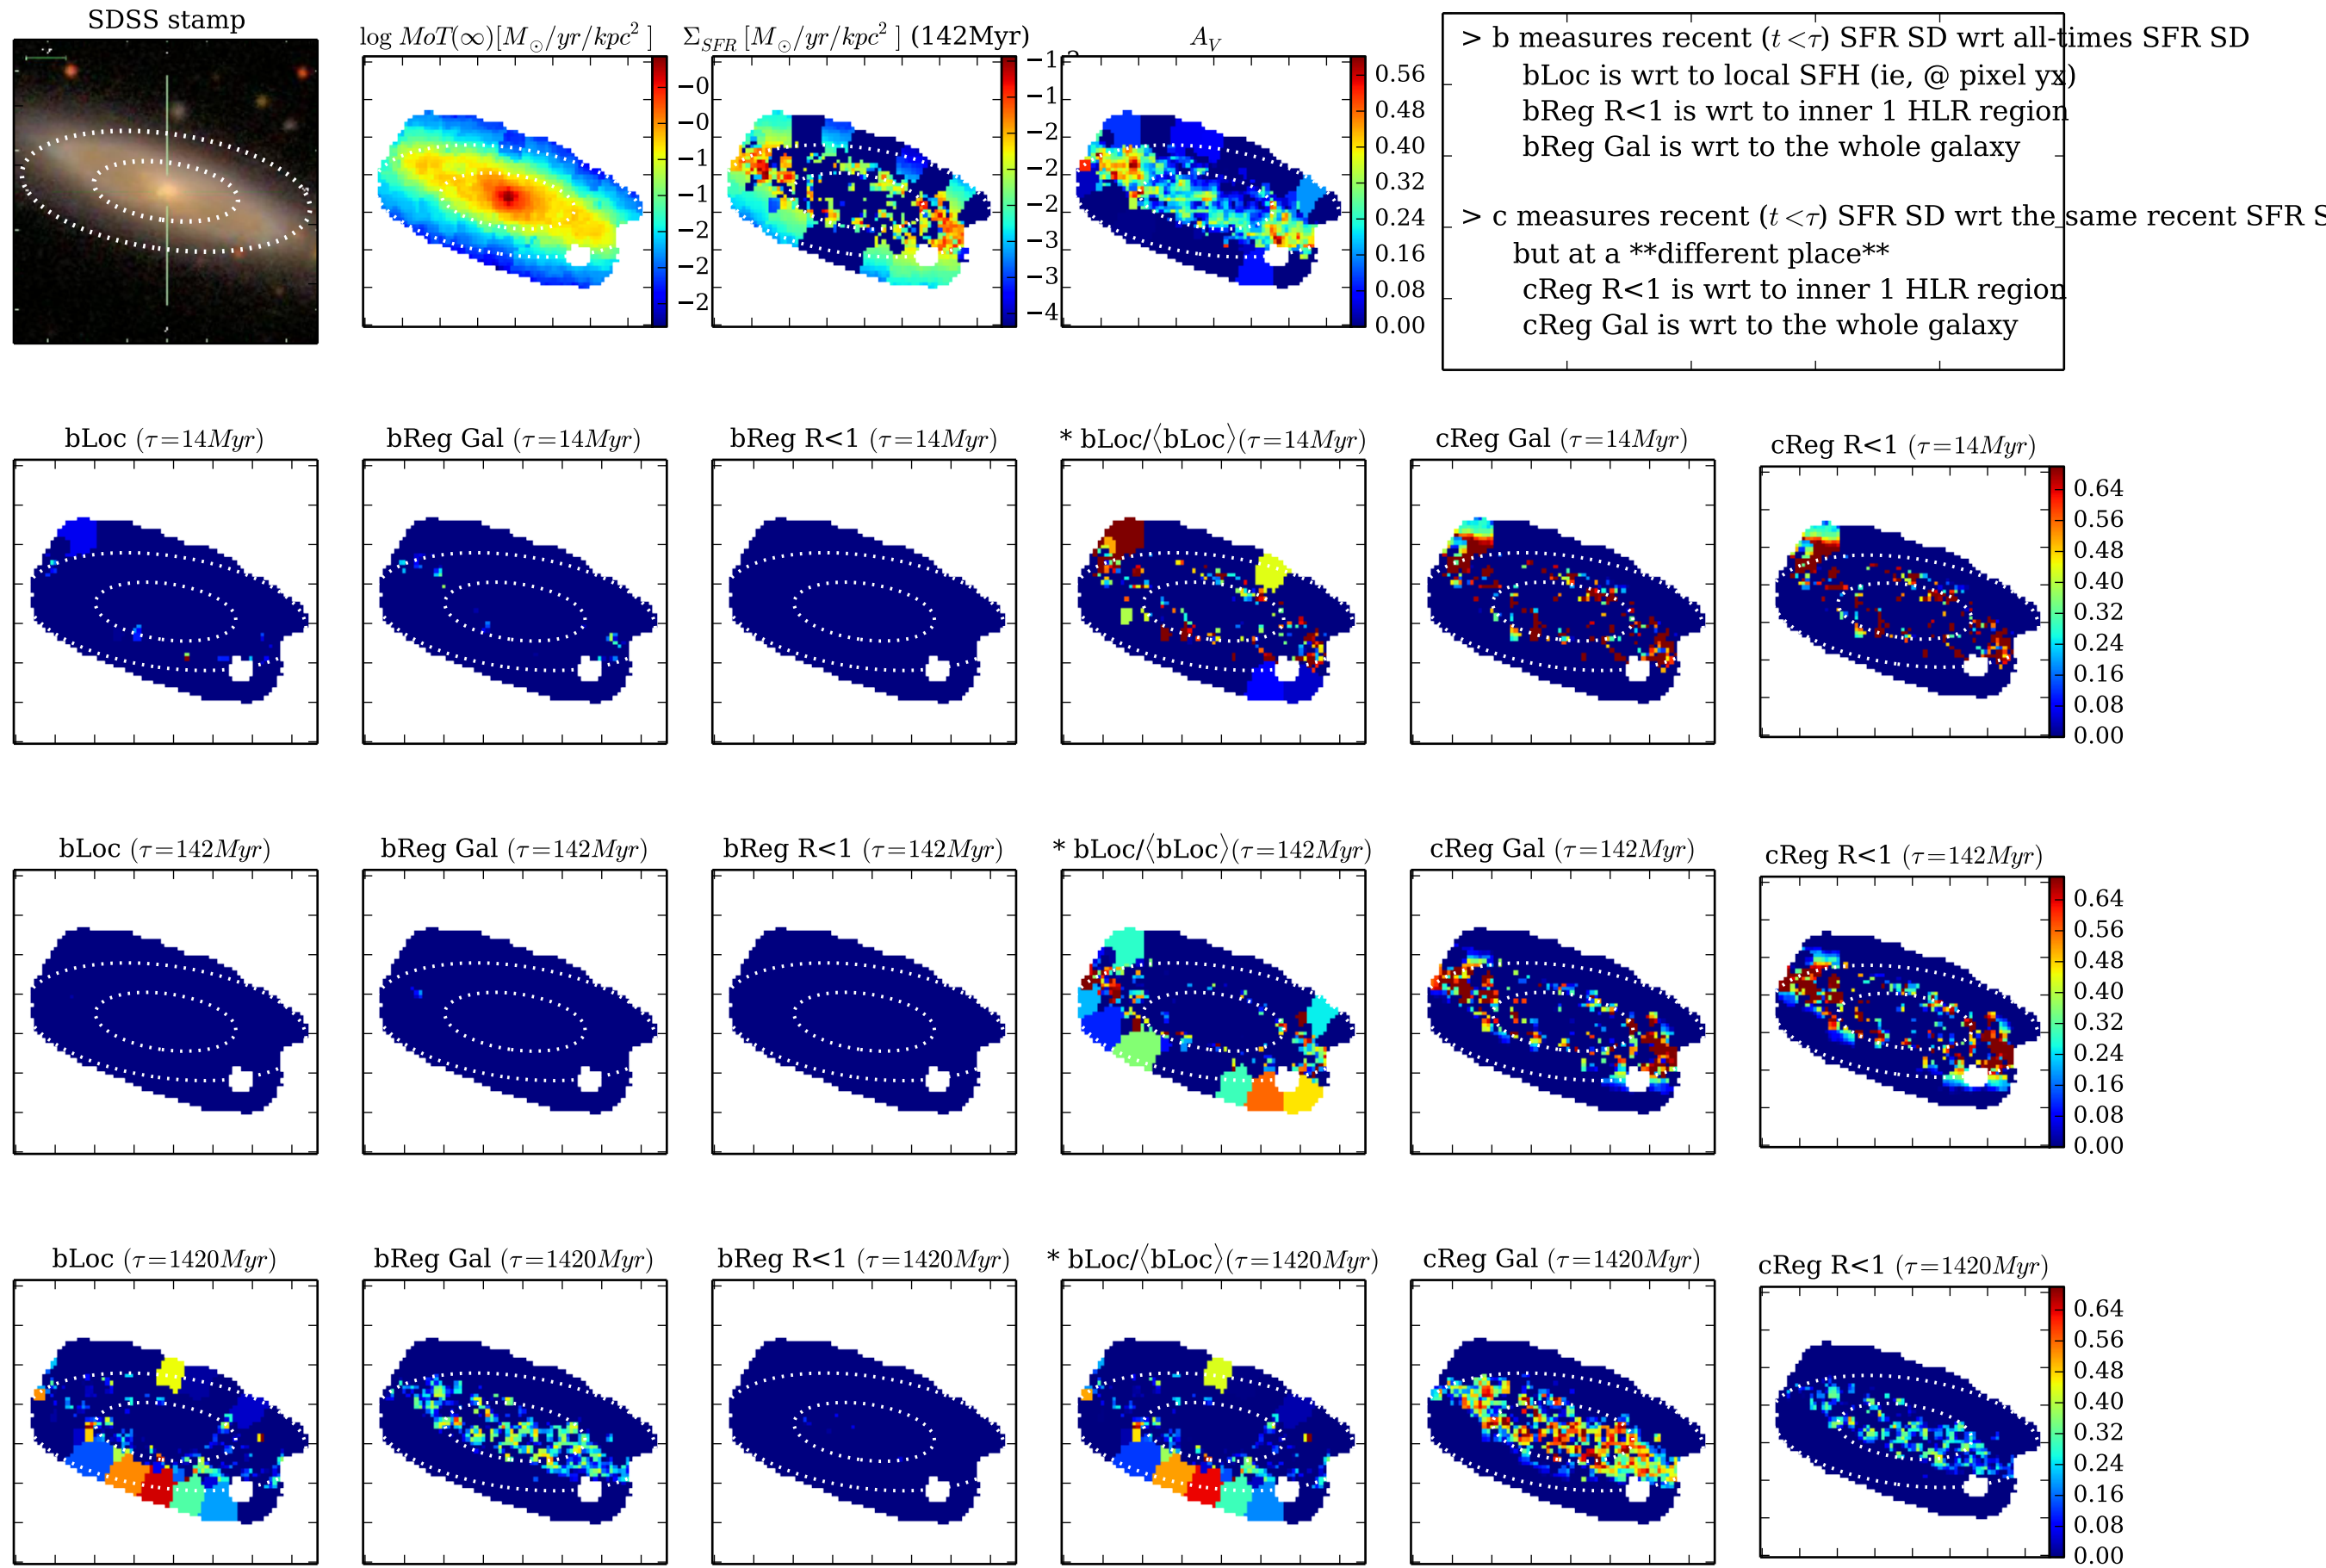 SDSS stamp
log MoT(∞)[M⊙/yr/kpc² ]
Σ_SFR [M⊙/yr/kpc² ] (142Myr)
A_V
−0
−0
−1
−1
−2
−2
−2
−1
−1
−2
−2
−2
−3
−3
−4
0.56
0.48
0.40
0.32
0.24
0.16
0.08
0.00
> b measures recent (t <τ) SFR SD wrt all-times SFR SD
bLoc is wrt to local SFH (ie, @ pixel yx)
bReg R<1 is wrt to inner 1 HLR region
bReg Gal is wrt to the whole galaxy
> c measures recent (t <τ) SFR SD wrt the same recent SFR S
but at a **different place**
cReg R<1 is wrt to inner 1 HLR region
cReg Gal is wrt to the whole galaxy
bLoc (τ=14Myr)
bReg Gal (τ=14Myr)
bReg R<1 (τ=14Myr)
* bLoc/⟨bLoc⟩(τ=14Myr)
cReg Gal (τ=14Myr)
cReg R<1 (τ=14Myr)
0.64
0.56
0.48
0.40
0.32
0.24
0.16
0.08
0.00
bLoc (τ=142Myr)
bReg Gal (τ=142Myr)
bReg R<1 (τ=142Myr)
* bLoc/⟨bLoc⟩(τ=142Myr)
cReg Gal (τ=142Myr)
cReg R<1 (τ=142Myr)
0.64
0.56
0.48
0.40
0.32
0.24
0.16
0.08
0.00
bLoc (τ=1420Myr)
bReg Gal (τ=1420Myr)
bReg R<1 (τ=1420Myr)
* bLoc/⟨bLoc⟩(τ=1420Myr)
cReg Gal (τ=1420Myr)
cReg R<1 (τ=1420Myr)
0.64
0.56
0.48
0.40
0.32
0.24
0.16
0.08
0.00